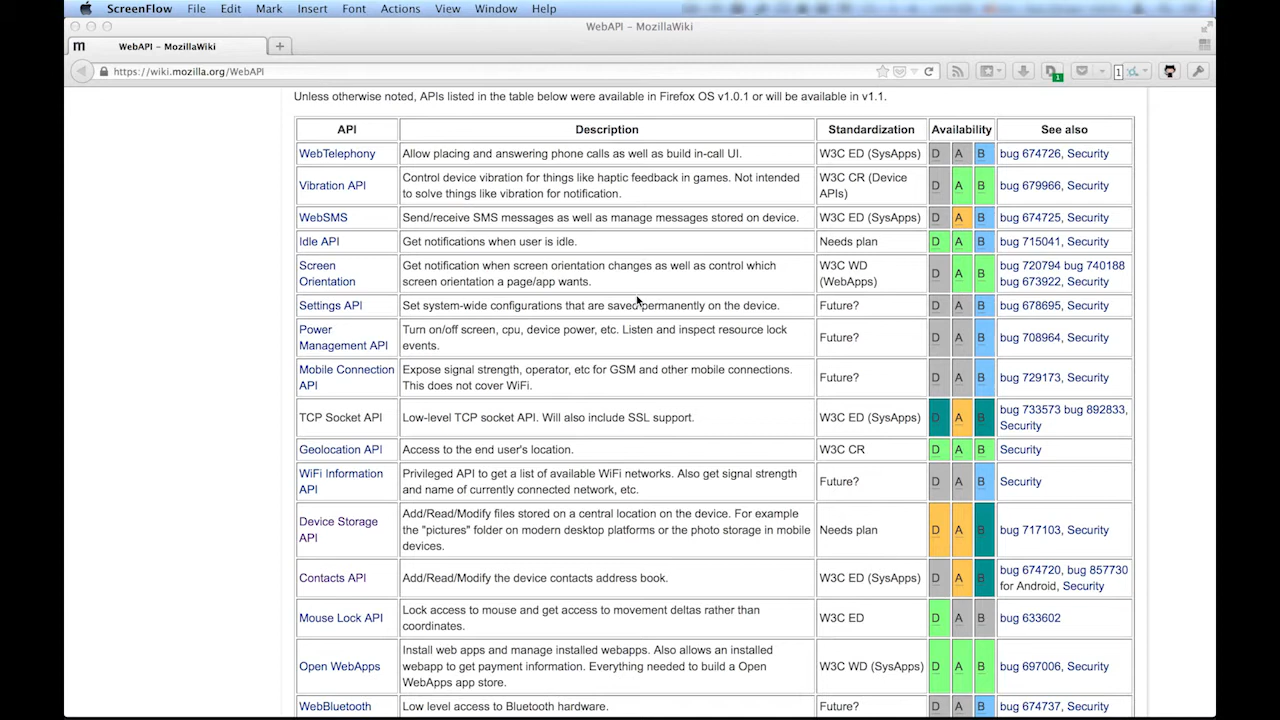 ScreenFlow File Edit Mark Insert Font Actions View Window Help
WebAPI – MozillaWiki
m WebAPI – MozillaWiki +
https://wiki.mozilla.org/WebAPI 1 1
Unless otherwise noted, APIs listed in the table below were available in Firefox OS v1.0.1 or will be available in v1.1.
API Description Standardization Availability See also
WebTelephony Allow placing and answering phone calls as well as build in-call UI. W3C ED (SysApps) D A B bug 674726, Security
Vibration API Control device vibration for things like haptic feedback in games. Not intended
to solve things like vibration for notification. W3C CR (Device
APIs) D A B bug 679966, Security
WebSMS Send/receive SMS messages as well as manage messages stored on device. W3C ED (SysApps) D A B bug 674725, Security
Idle API Get notifications when user is idle. Needs plan D A B bug 715041, Security
Screen
Orientation Get notification when screen orientation changes as well as control which
screen orientation a page/app wants. W3C WD
(WebApps) D A B bug 720794 bug 740188
bug 673922, Security
Settings API Set system-wide configurations that are saved permanently on the device. Future? D A B bug 678695, Security
Power
Management API Turn on/off screen, cpu, device power, etc. Listen and inspect resource lock
events. Future? D A B bug 708964, Security
Mobile Connection
API Expose signal strength, operator, etc for GSM and other mobile connections.
This does not cover WiFi. Future? D A B bug 729173, Security
TCP Socket API Low-level TCP socket API. Will also include SSL support. W3C ED (SysApps) D A B bug 733573 bug 892833,
Security
Geolocation API Access to the end user's location. W3C CR D A B Security
WiFi Information
API Privileged API to get a list of available WiFi networks. Also get signal strength
and name of currently connected network, etc. Future? D A B Security
Device Storage
API Add/Read/Modify files stored on a central location on the device. For example
the "pictures" folder on modern desktop platforms or the photo storage in mobile
devices. Needs plan D A B bug 717103, Security
Contacts API Add/Read/Modify the device contacts address book. W3C ED (SysApps) D A B bug 674720, bug 857730
for Android, Security
Mouse Lock API Lock access to mouse and get access to movement deltas rather than
coordinates. W3C ED D A B bug 633602
Open WebApps Install web apps and manage installed webapps. Also allows an installed
webapp to get payment information. Everything needed to build a Open
WebApps app store. W3C WD (SysApps) D A B bug 697006, Security
WebBluetooth Low level access to Bluetooth hardware. Future? D A B bug 674737, Security